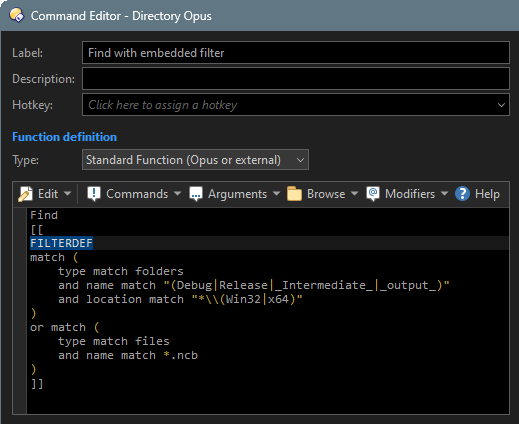 Command Editor - Directory Opus
Label: Find with embedded filter
Description:
Hotkey: Click here to assign a hotkey
Function definition
Type: Standard Function (Opus or external)
Edit Commands Arguments Browse Modifiers Help
Find
[[
FILTERDEF
match (
    type match folders
    and name match "(Debug|Release|_Intermediate_|_output_)"
    and location match "*\\(Win32|x64)"
)
or match (
    type match files
    and name match *.ncb
)
]]